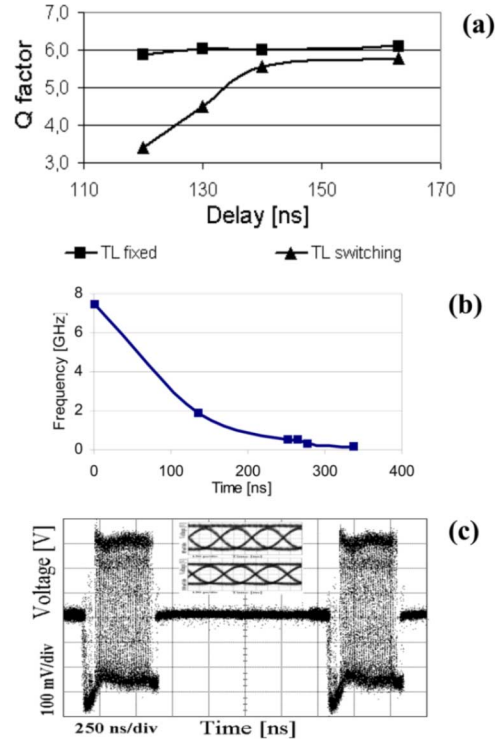 (a)
7,0
6,0
5,0
4,0
3,0
Q factor
110 130 150 170
Delay [ns]
TL fixed TL switching
(b)
8
6
4
2
0
Frequency [GHz]
0 100 200 300 400
Time [ns]
(c)
Voltage [V]
100 mV/div
250 ns/div Time [ns]